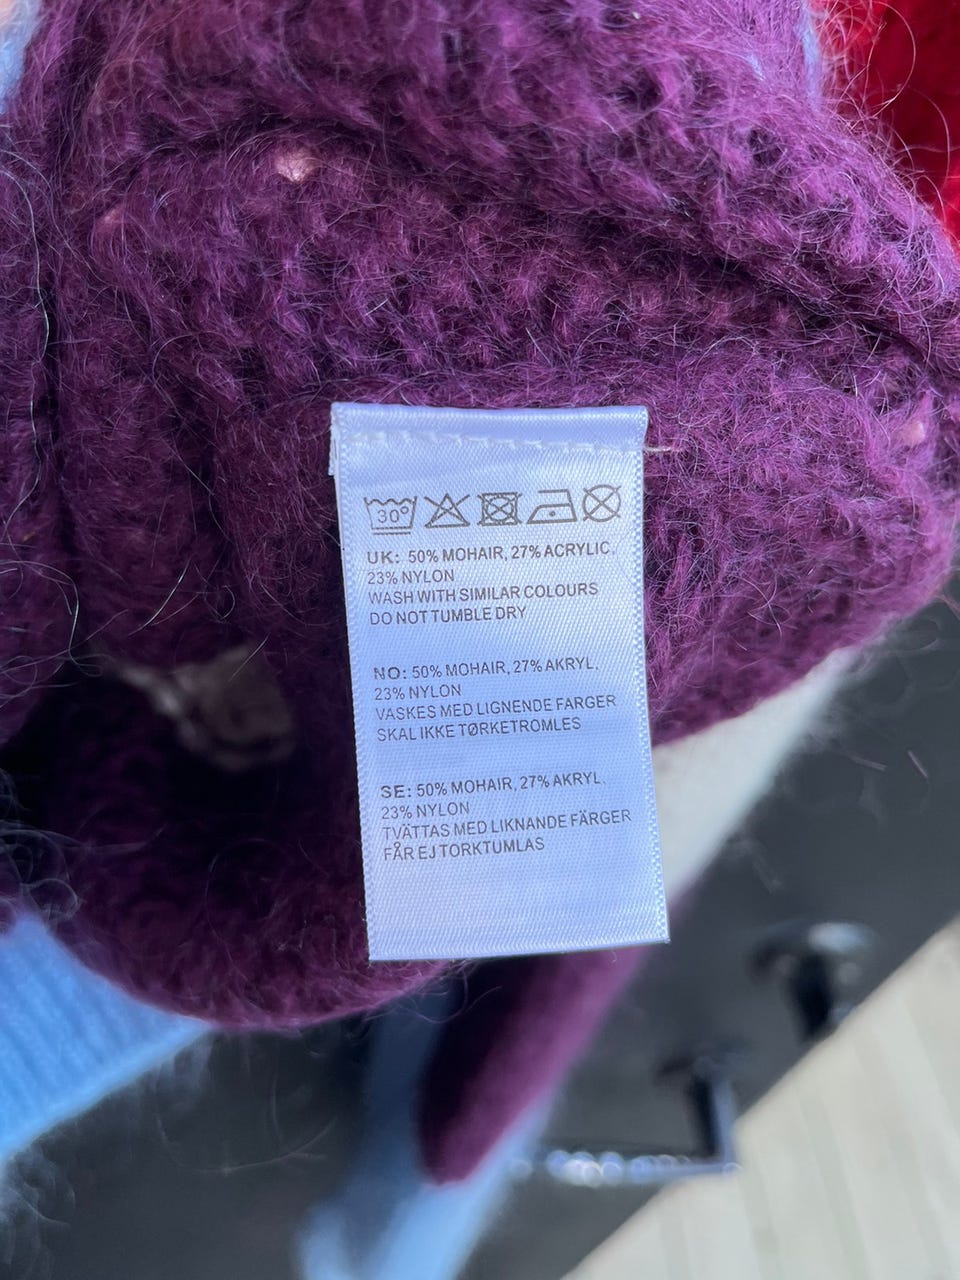 30°
UK: 50% MOHAIR, 27% ACRYLIC,
23% NYLON
WASH WITH SIMILAR COLOURS
DO NOT TUMBLE DRY
NO: 50% MOHAIR, 27% AKRYL,
23% NYLON
VASKES MED LIGNENDE FARGER
SKAL IKKE TØRKETROMLES
SE: 50% MOHAIR, 27% AKRYL,
23% NYLON
TVÄTTAS MED LIKNANDE FÄRGER
FÅR EJ TORKTUMLAS